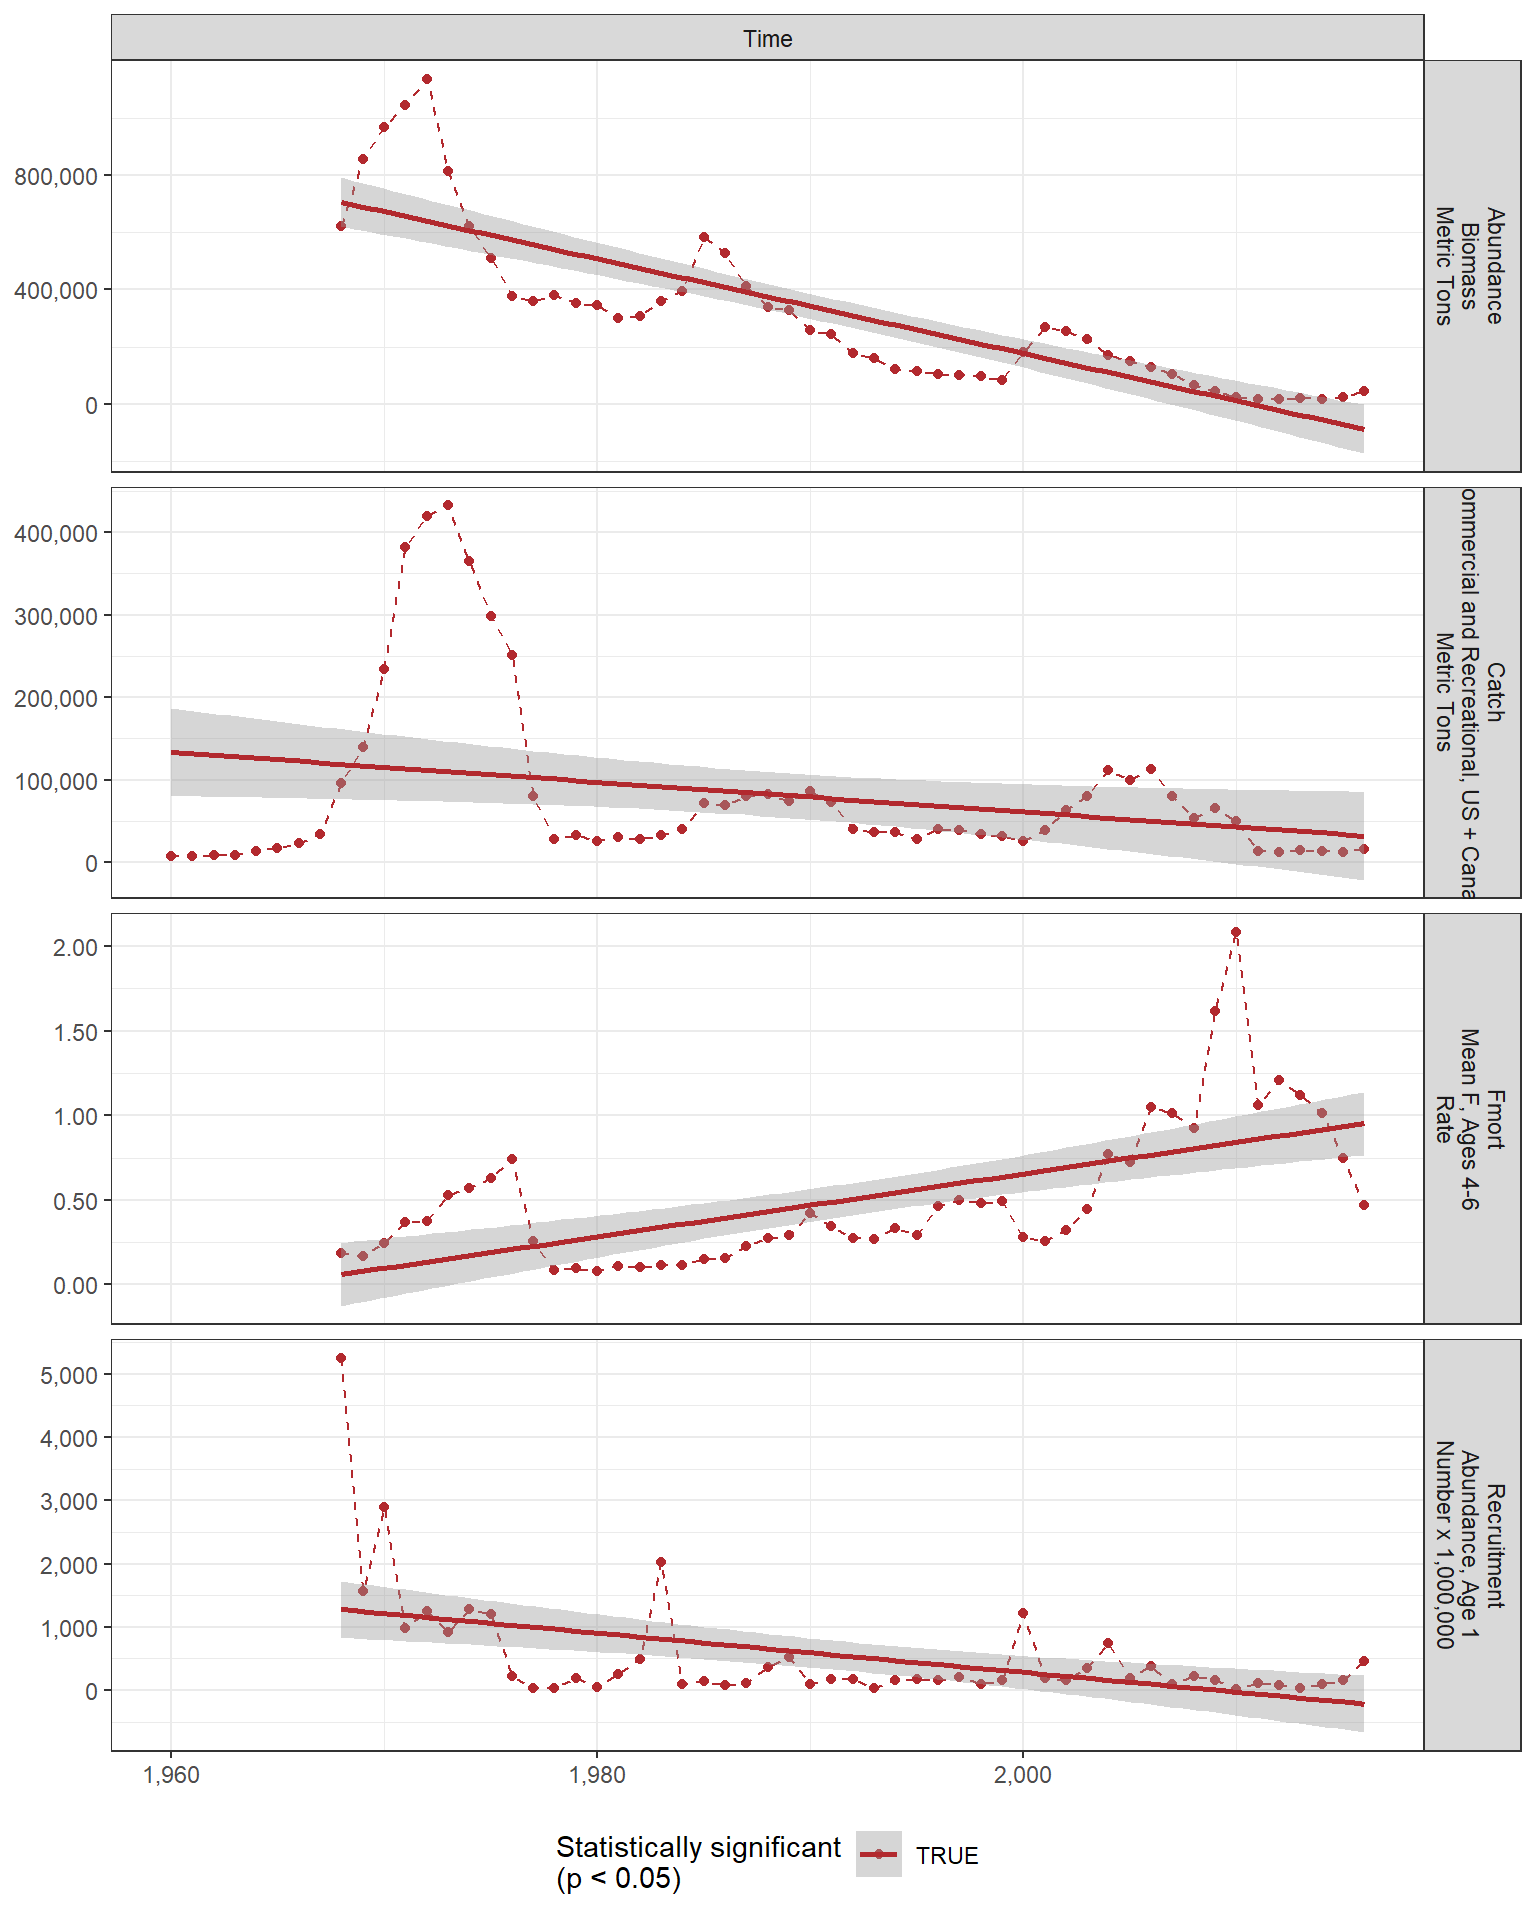 Time
800,000
400,000
0
Abundance
Biomass
Metric Tons
400,000
300,000
200,000
100,000
0
Catch
ommercial and Recreational, US + Cana
Metric Tons
2.00
1.50
1.00
0.50
0.00
Fmort
Mean F, Ages 4-6
Rate
5,000
4,000
3,000
2,000
1,000
0
Recruitment
Abundance, Age 1
Number x 1,000,000
1,960
1,980
2,000
Statistically significant
(p < 0.05)
TRUE